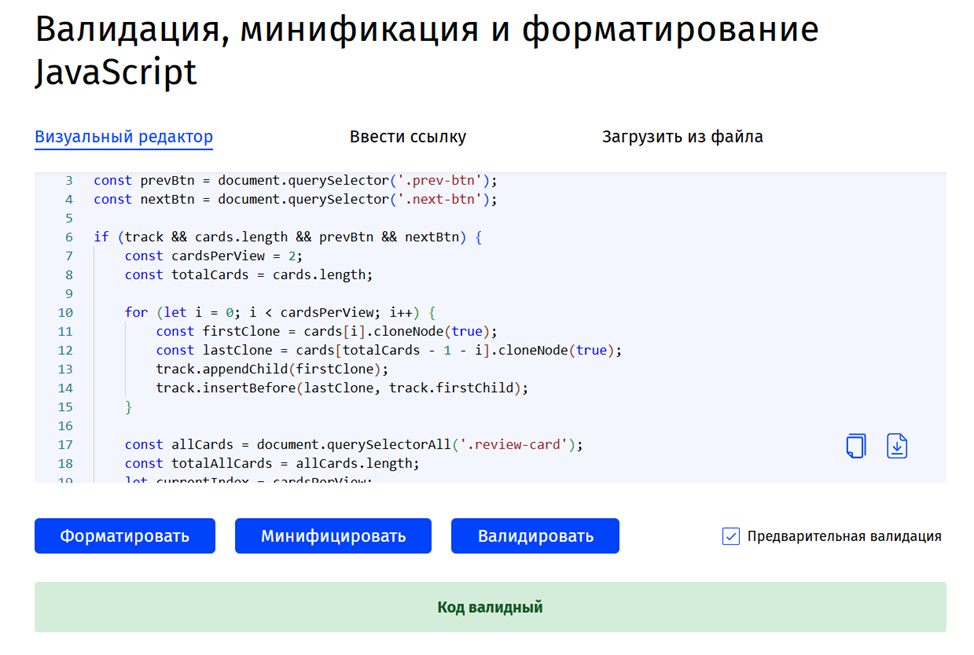 Валидация, минификация и форматирование
JavaScript
Визуальный редактор Ввести ссылку Загрузить из файла
3 const prevBtn = document.querySelector('.prev-btn');
4 const nextBtn = document.querySelector('.next-btn');
5
6 if (track && cards.length && prevBtn && nextBtn) {
7 const cardsPerView = 2;
8 const totalCards = cards.length;
9
10 for (let i = 0; i < cardsPerView; i++) {
11 const firstClone = cards[i].cloneNode(true);
12 const lastClone = cards[totalCards - 1 - i].cloneNode(true);
13 track.appendChild(firstClone);
14 track.insertBefore(lastClone, track.firstChild);
15 }
16
17 const allCards = document.querySelectorAll('.review-card');
18 const totalAllCards = allCards.length;
19 let currentIndex = cardsPerView;
Форматировать Минифицировать Валидировать Предварительная валидация
Код валидный